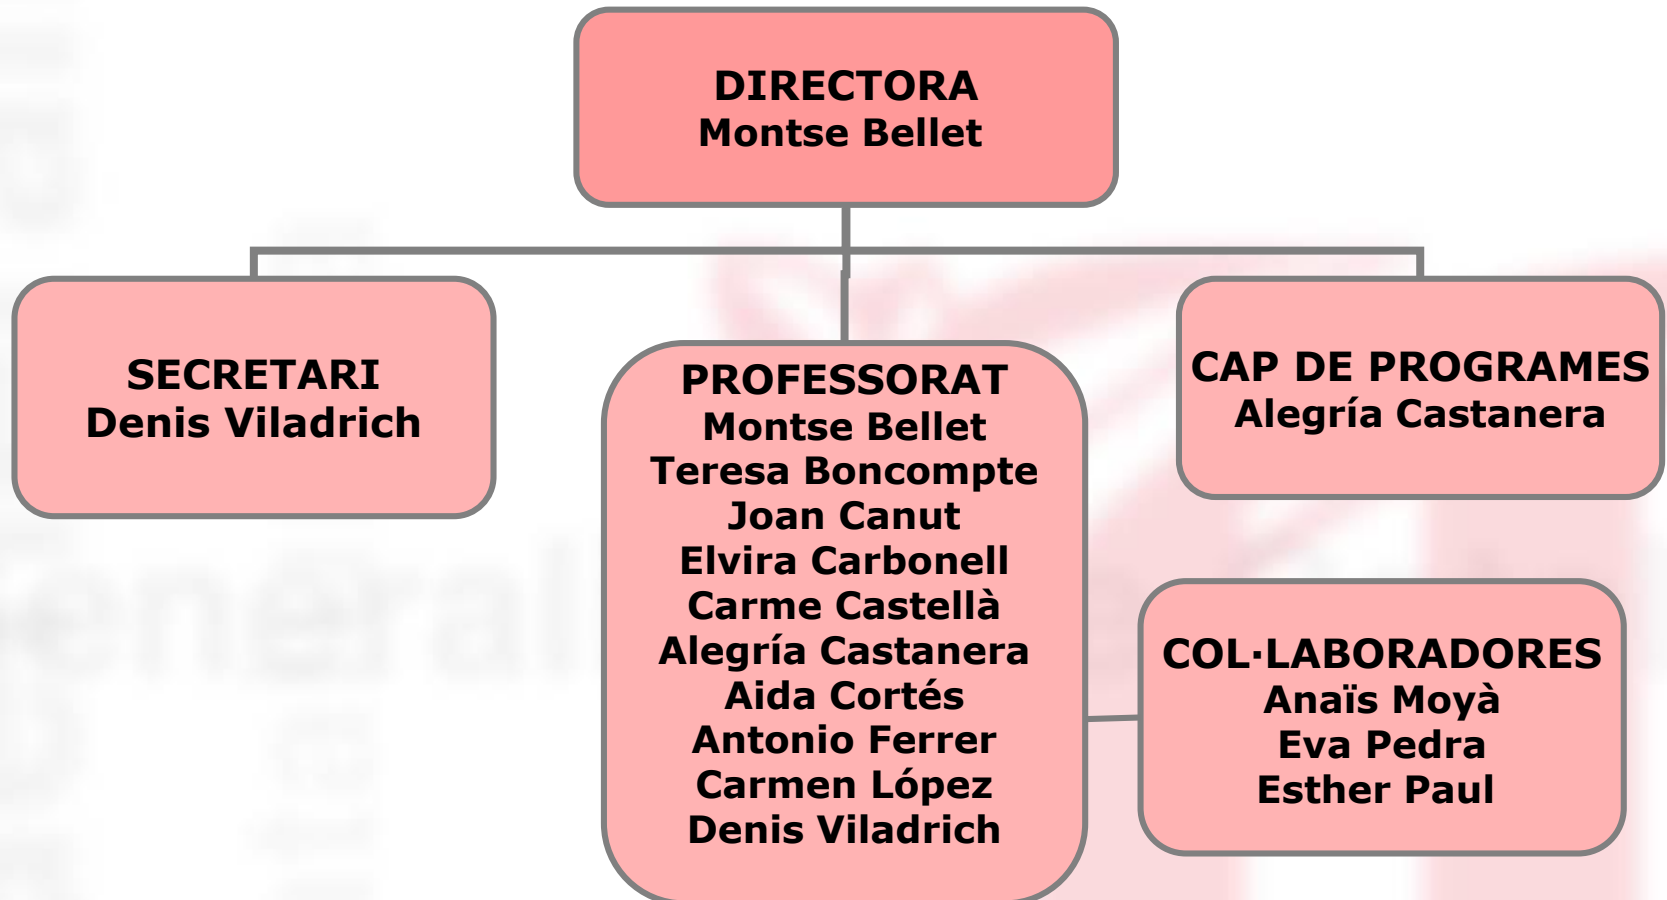 DIRECTORA
Montse Bellet
SECRETARI
Denis Viladrich
PROFESSORAT
Montse Bellet
Teresa Boncompte
Joan Canut
Elvira Carbonell
Carme Castellà
Alegría Castanera
Aida Cortés
Antonio Ferrer
Carmen López
Denis Viladrich
CAP DE PROGRAMES
Alegría Castanera
COL·LABORADORES
Anaïs Moyà
Eva Pedra
Esther Paul